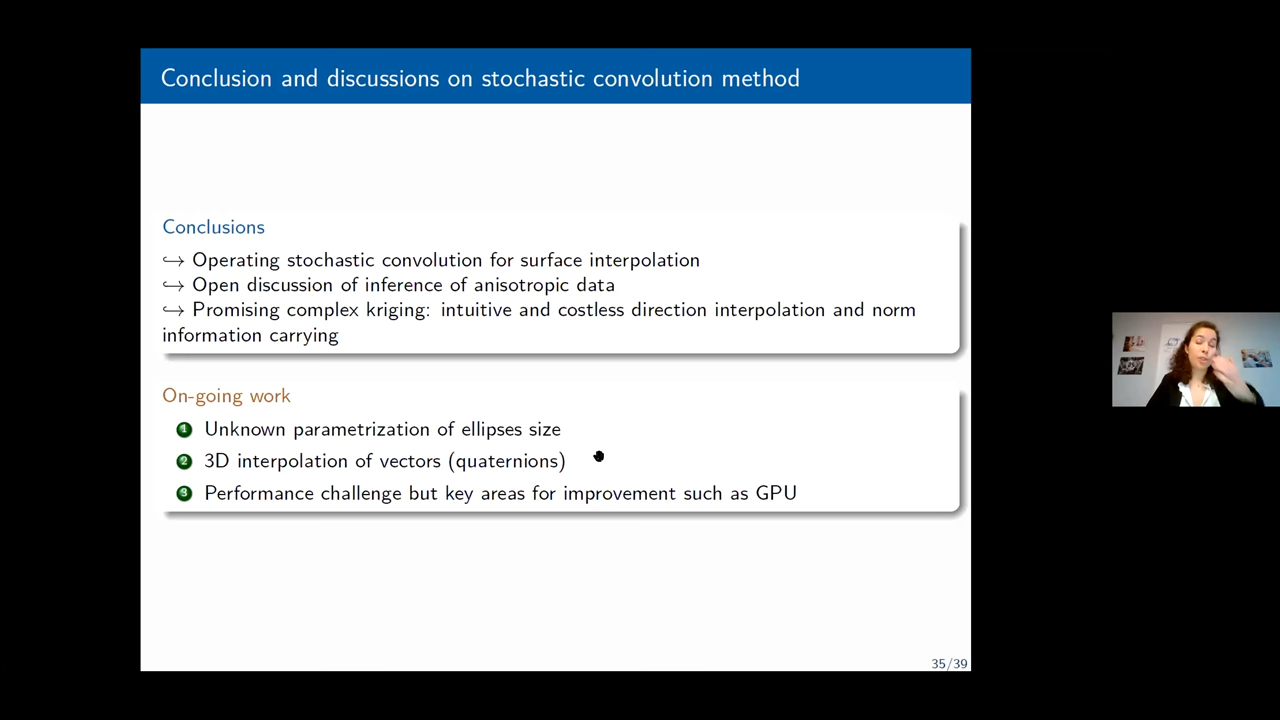 Conclusion and discussions on stochastic convolution method
Conclusions
↪ Operating stochastic convolution for surface interpolation
↪ Open discussion of inference of anisotropic data
↪ Promising complex kriging: intuitive and costless direction interpolation and norm
information carrying
On-going work
1 Unknown parametrization of ellipses size
2 3D interpolation of vectors (quaternions)
3 Performance challenge but key areas for improvement such as GPU
35/39